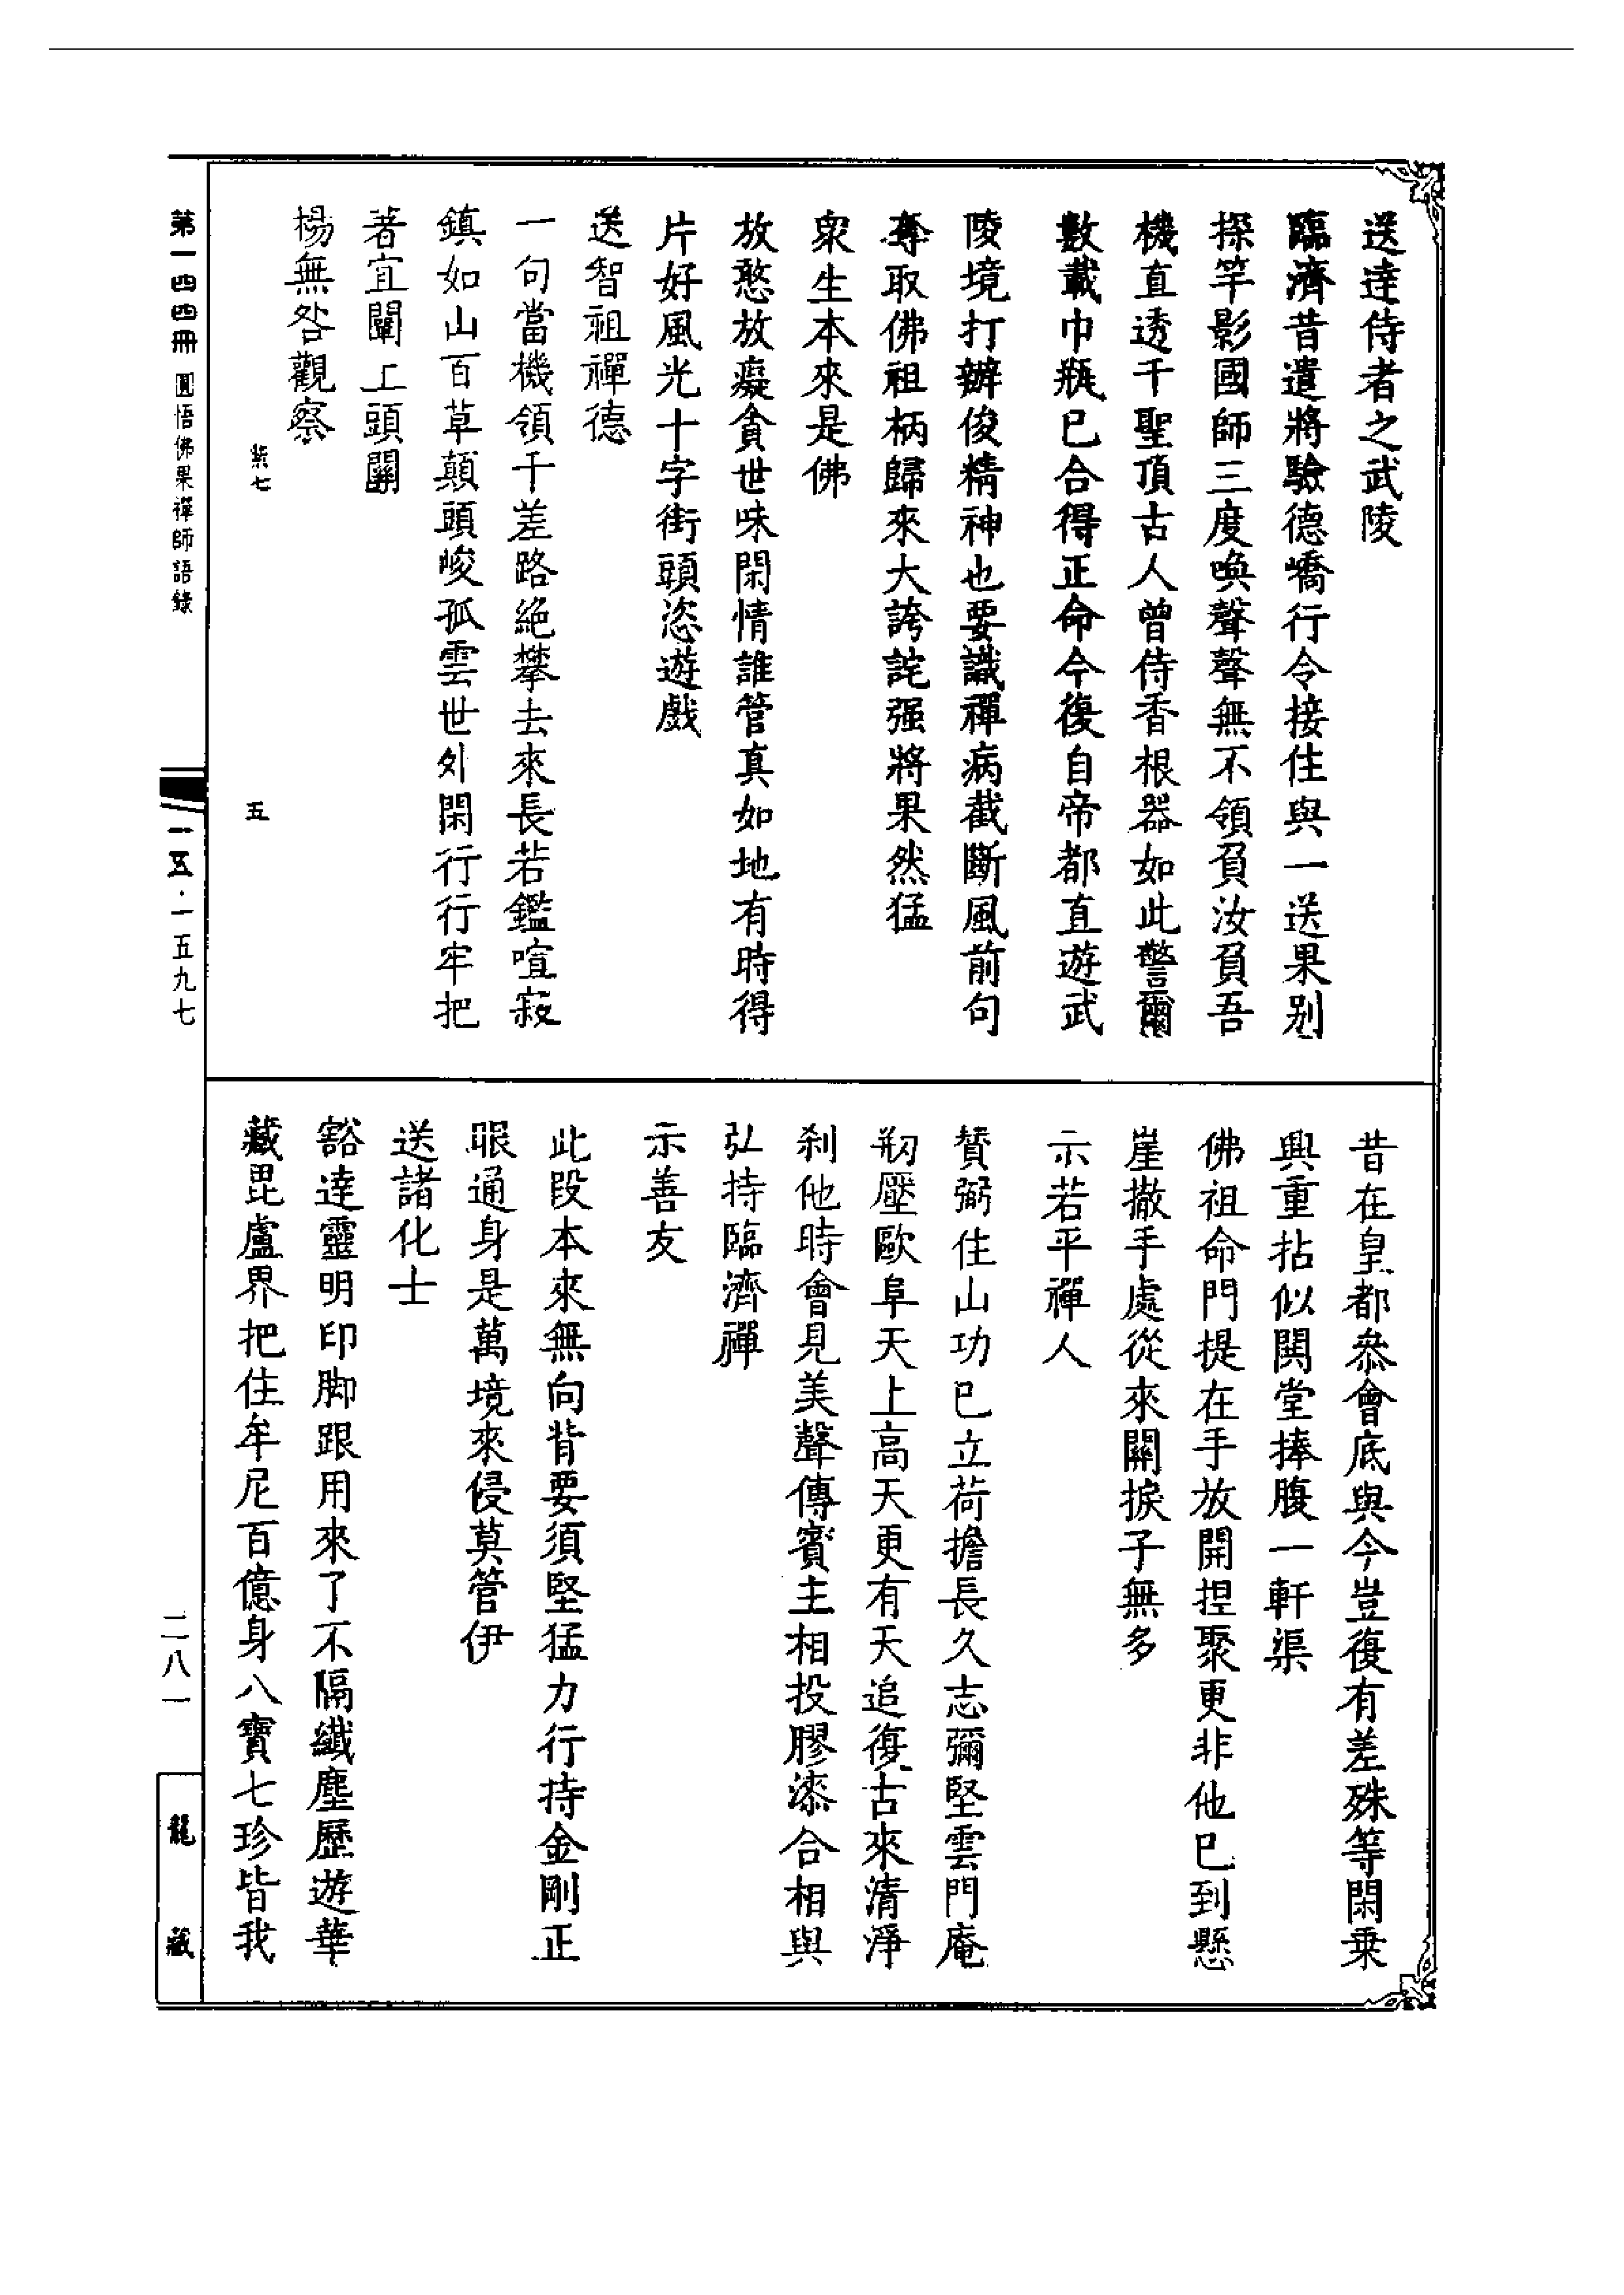 送達侍者之武陵
臨濟昔遣將驗德嶠行令接住與一送果別
探竿影國師三度喚聲聲無不領負汝負吾
機直透千聖頂古人曾侍香根器如此警爾
數載巾瓶已合得正命今復自帝都直遊武
陵境打辦俊精神也要識禪病截斷風前句
奪取佛祖柄歸來大誇詫强將果然猛
衆生本來是佛
放憨放癡貪世味閑情誰管真如地有時得
片好風光十字街頭恣遊戲
送智祖禪德
一句當機領千差路絕攀去來長若鑑喧寂
鎮如山百草顛頭峻孤雲世外閑行行牢把
著宜闡上頭關
楊無咎觀察
紫七
五
昔在皇都叅會底與今豈復有差殊等閑乗
興重拈似閧堂捧腹一軒渠
佛祖命門提在手放開揑聚更非他已到懸
崖撒手處從來關捩子無多
示若平禪人
賛弼住山功已立荷擔長久志彌堅雲門庵
剏壓歐阜天上高天更有天追復古來清淨
刹他時會見美聲傳賓主相投膠漆合相與
弘持臨濟禪
示善友
此段本來無向背要須堅猛力行持金剛正
眼通身是萬境來侵莫管伊
送諸化士
豁達靈明印脚跟用來了不隔纖塵歷遊華
藏毘盧界把住牟尼百億身八寶七珍皆我
第一四四冊
圓悟佛果禪師語錄
一五五·一五九七
二八一
龍藏